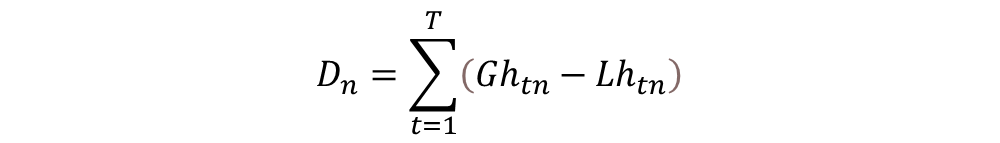 D_n = \sum_{t=1}^{T} (Gh_{tn} - Lh_{tn})